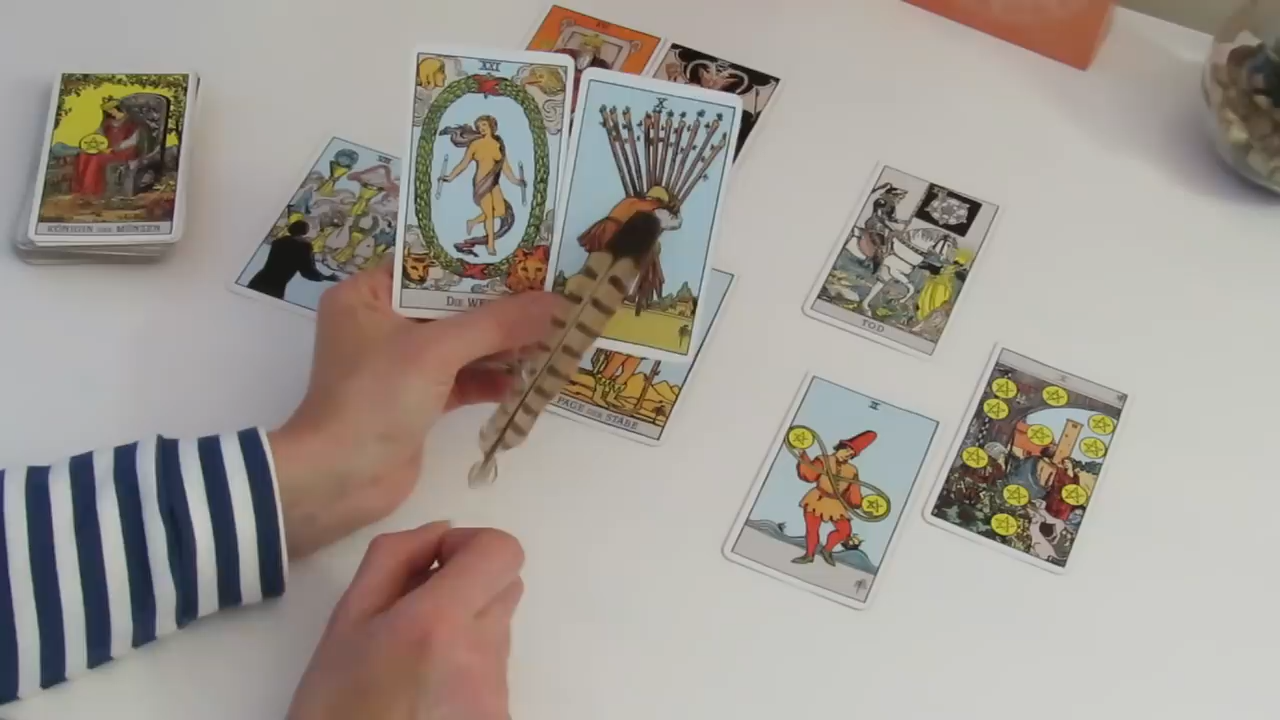 KÖNIGIN DER MÜNZEN
XXI
DIE WE
X
PAGE DER STÄBE
TOD
II
X